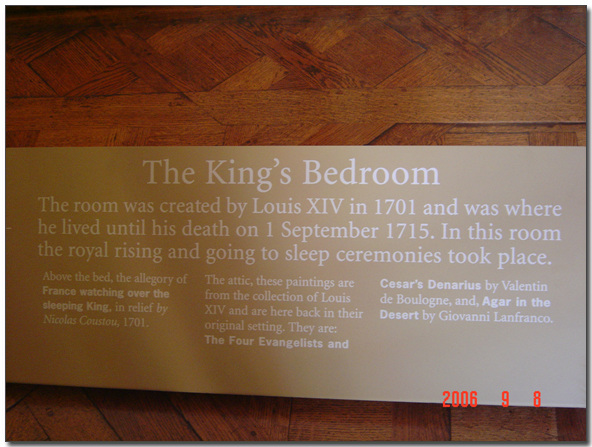 The King's Bedroom
The room was created by Louis XIV in 1701 and was where
he lived until his death on 1 September 1715. In this room
the royal rising and going to sleep ceremonies took place.
Above the bed, the allegory of
France watching over the
sleeping King, in relief by
Nicolas Coustou, 1701.
The attic, these paintings are
from the collection of Louis
XIV and are here back in their
original setting. They are:
The Four Evangelists and
Cesar's Denarius by Valentin
de Boulogne, and, Agar in the
Desert by Giovanni Lanfranco.
2006 9 8